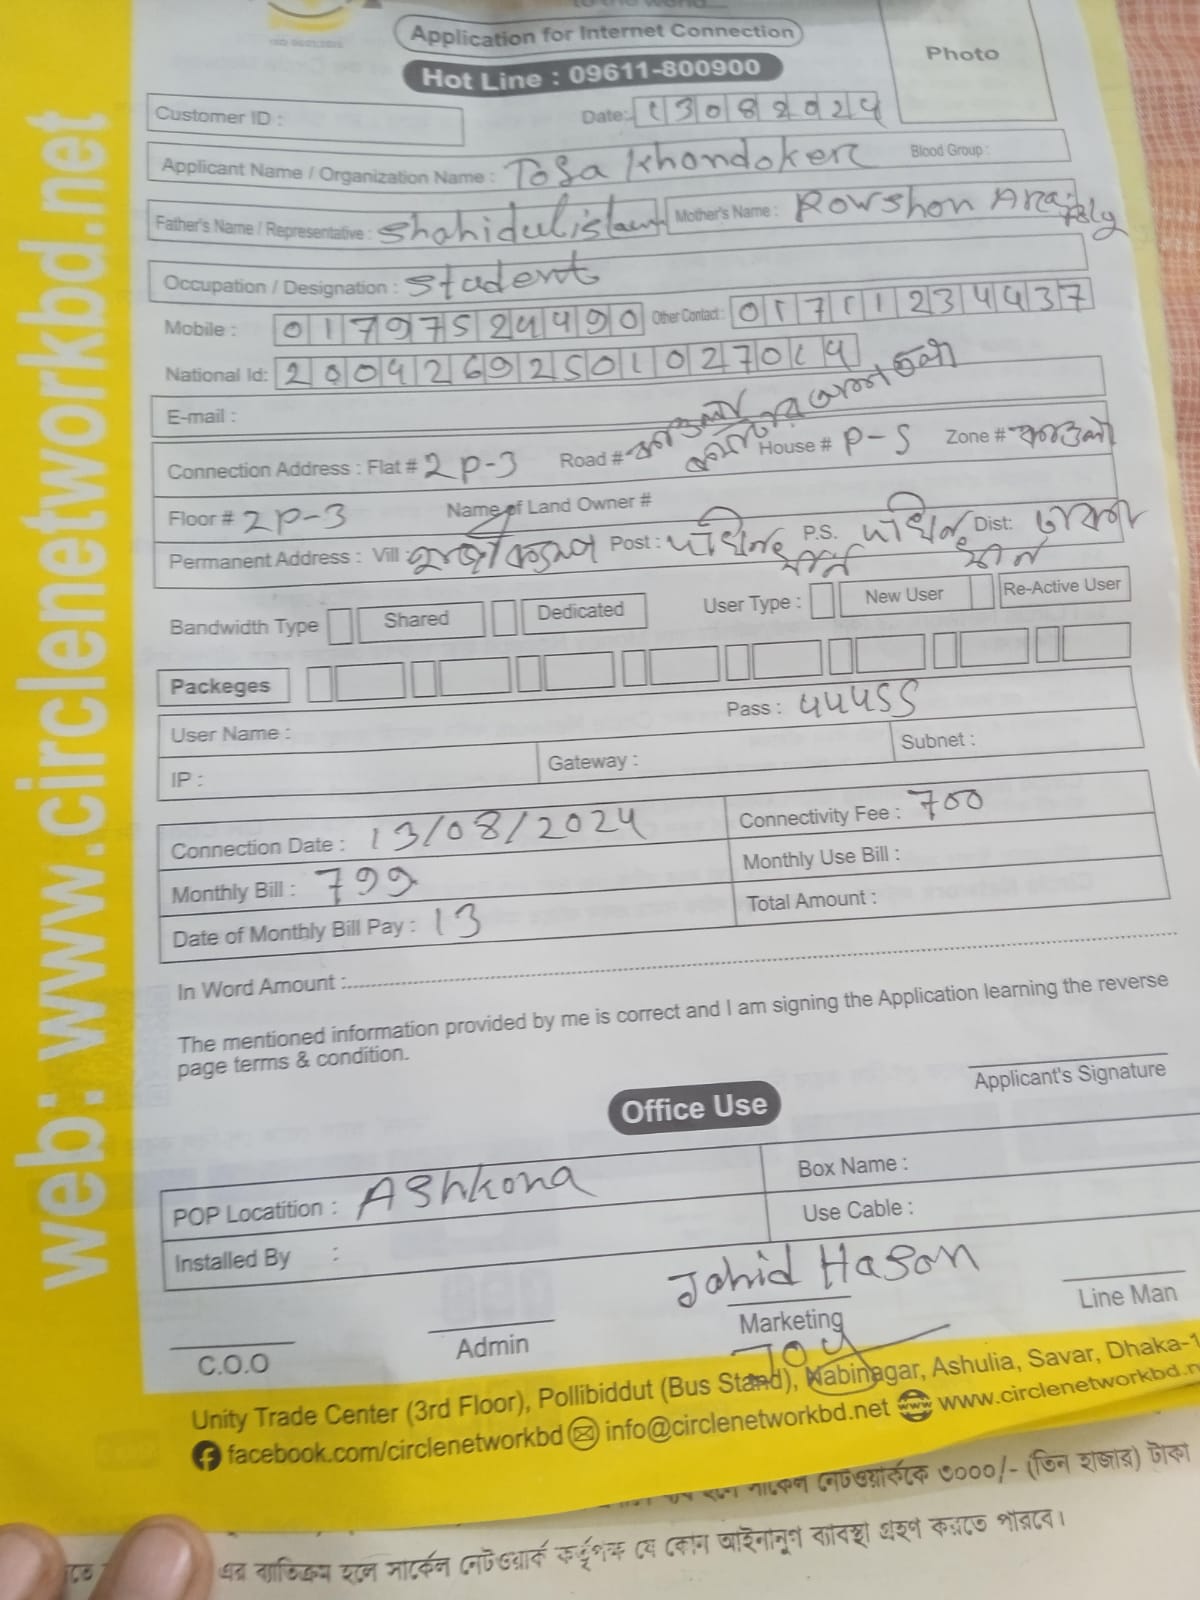 Application for Internet Connection
Hot Line : 09611-800900
Photo
Customer ID :
Date: 13082024
Applicant Name / Organization Name : Tosa Khondoker
Blood Group :
Father's Name / Representative : Shahidul islam
Mother's Name : Rowshon Ara
Occupation / Designation : Student
Mobile : 01797524490 Other Contact : 01711234437
National Id: 20042692501027014
E-mail :
Connection Address : Flat # 2P-3 Road # কাওলা House # P-5 Zone # কাওলা
Floor # 2P-3 Name of Land Owner #
Permanent Address : Vill Post : P.S. Dist: ঢাকা
Bandwidth Type Shared Dedicated User Type : New User Re-Active User
Packeges
User Name : Pass : 44455
IP : Gateway : Subnet :
Connection Date : 13/08/2024 Connectivity Fee : 700
Monthly Bill : 799 Monthly Use Bill :
Date of Monthly Bill Pay : 13 Total Amount :
In Word Amount :
The mentioned information provided by me is correct and I am signing the Application learning the reverse
page terms & condition.
Applicant's Signature
Office Use
POP Locatition : Ashkona Box Name :
Installed By : Use Cable :
Jahid Hasan
C.O.O Admin Marketing Line Man
Joy
Unity Trade Center (3rd Floor), Pollibiddut (Bus Stand), Nabinagar, Ashulia, Savar, Dhaka-1
facebook.com/circlenetworkbd info@circlenetworkbd.net www.circlenetworkbd.n
web: www.circlenetworkbd.net
সার্কেল নেটওয়ার্ককে ৩০০০/- (তিন হাজার) টাকা
এর ব্যতিক্রম হলে সার্কেল নেটওয়ার্ক কর্তৃপক্ষ যে কোন আইনানুগ ব্যবস্থা গ্রহণ করতে পারবে।